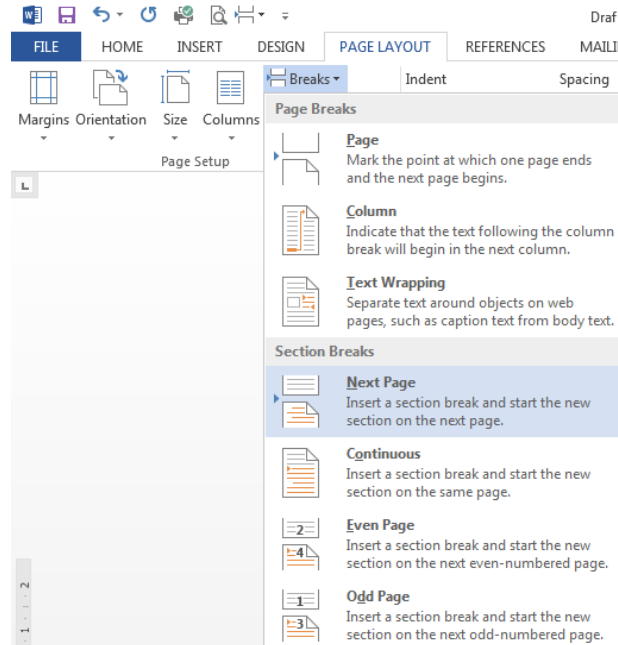 Draf
FILE HOME INSERT DESIGN PAGE LAYOUT REFERENCES MAILI
Margins Orientation Size Columns
Page Setup
Breaks
Indent Spacing
Page Breaks
Page
Mark the point at which one page ends
and the next page begins.
Column
Indicate that the text following the column
break will begin in the next column.
Text Wrapping
Separate text around objects on web
pages, such as caption text from body text.
Section Breaks
Next Page
Insert a section break and start the new
section on the next page.
Continuous
Insert a section break and start the new
section on the same page.
2
4
Even Page
Insert a section break and start the new
section on the next even-numbered page.
1
3
Odd Page
Insert a section break and start the new
section on the next odd-numbered page.
2
1